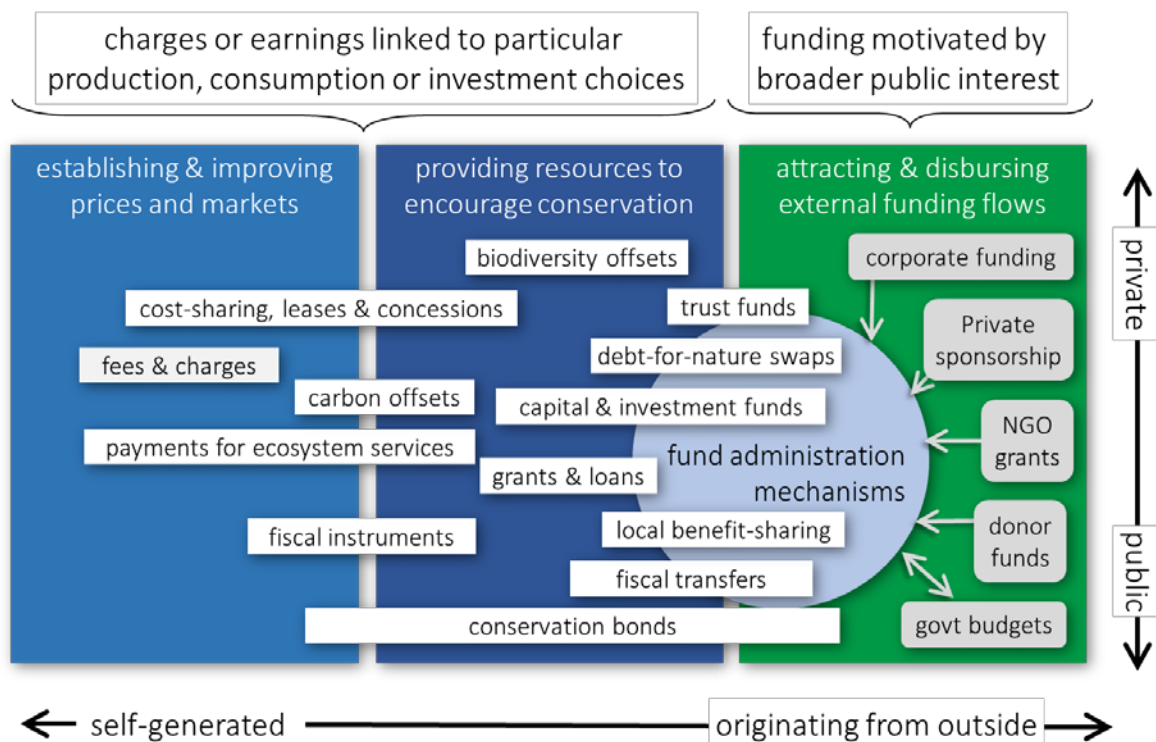 charges or earnings linked to particular
production, consumption or investment choices
funding motivated by
broader public interest
establishing & improving
prices and markets
providing resources to
encourage conservation
attracting & disbursing
external funding flows
biodiversity offsets
corporate funding
cost-sharing, leases & concessions
trust funds
Private
sponsorship
fees & charges
debt-for-nature swaps
carbon offsets
capital & investment funds
payments for ecosystem services
NGO
grants
fund administration
mechanisms
grants & loans
fiscal instruments
local benefit-sharing
donor
funds
fiscal transfers
conservation bonds
govt budgets
private
public
self-generated
originating from outside